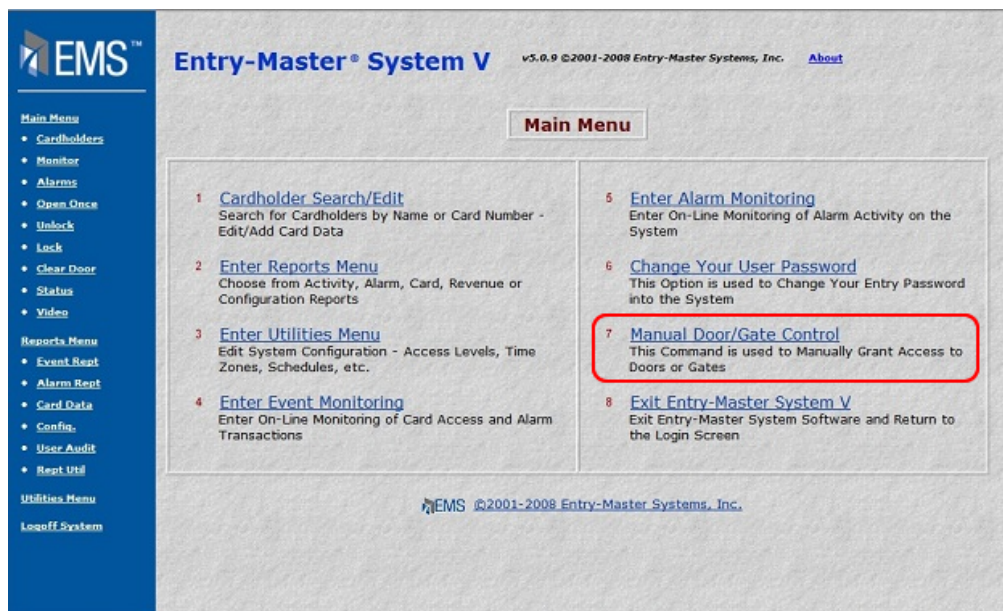 EMS™
Entry-Master® System V v5.0.9 ©2001-2008 Entry-Master Systems, Inc. About
Main Menu
Main Menu
• Cardholders
• Monitor
• Alarms
• Open Once
• Unlock
• Lock
• Clear Door
• Status
• Video
Reports Menu
• Event Rept
• Alarm Rept
• Card Data
• Config.
• User Audit
• Rept Util
Utilities Menu
Logoff System
1 Cardholder Search/Edit
Search for Cardholders by Name or Card Number -
Edit/Add Card Data
2 Enter Reports Menu
Choose from Activity, Alarm, Card, Revenue or
Configuration Reports
3 Enter Utilities Menu
Edit System Configuration - Access Levels, Time
Zones, Schedules, etc.
4 Enter Event Monitoring
Enter On-Line Monitoring of Card Access and Alarm
Transactions
5 Enter Alarm Monitoring
Enter On-Line Monitoring of Alarm Activity on the
System
6 Change Your User Password
This Option is used to Change Your Entry Password
into the System
7 Manual Door/Gate Control
This Command is used to Manually Grant Access to
Doors or Gates
8 Exit Entry-Master System V
Exit Entry-Master System Software and Return to
the Login Screen
EMS ©2001-2008 Entry-Master Systems, Inc.